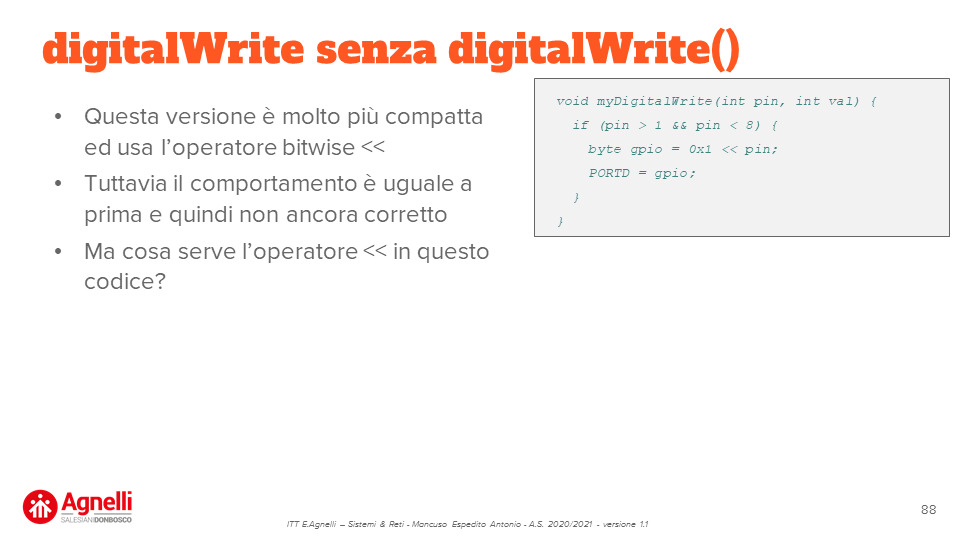 digitalWrite senza digitalWrite()
• Questa versione è molto più compatta
ed usa l'operatore bitwise <<
• Tuttavia il comportamento è uguale a
prima e quindi non ancora corretto
• Ma cosa serve l'operatore << in questo
codice?
void myDigitalWrite(int pin, int val) {
  if (pin > 1 && pin < 8) {
    byte gpio = 0x1 << pin;
    PORTD = gpio;
  }
}
Agnelli
SALESIANIDONBOSCO
ITT E.Agnelli – Sistemi & Reti - Mancuso Espedito Antonio - A.S. 2020/2021 - versione 1.1
88